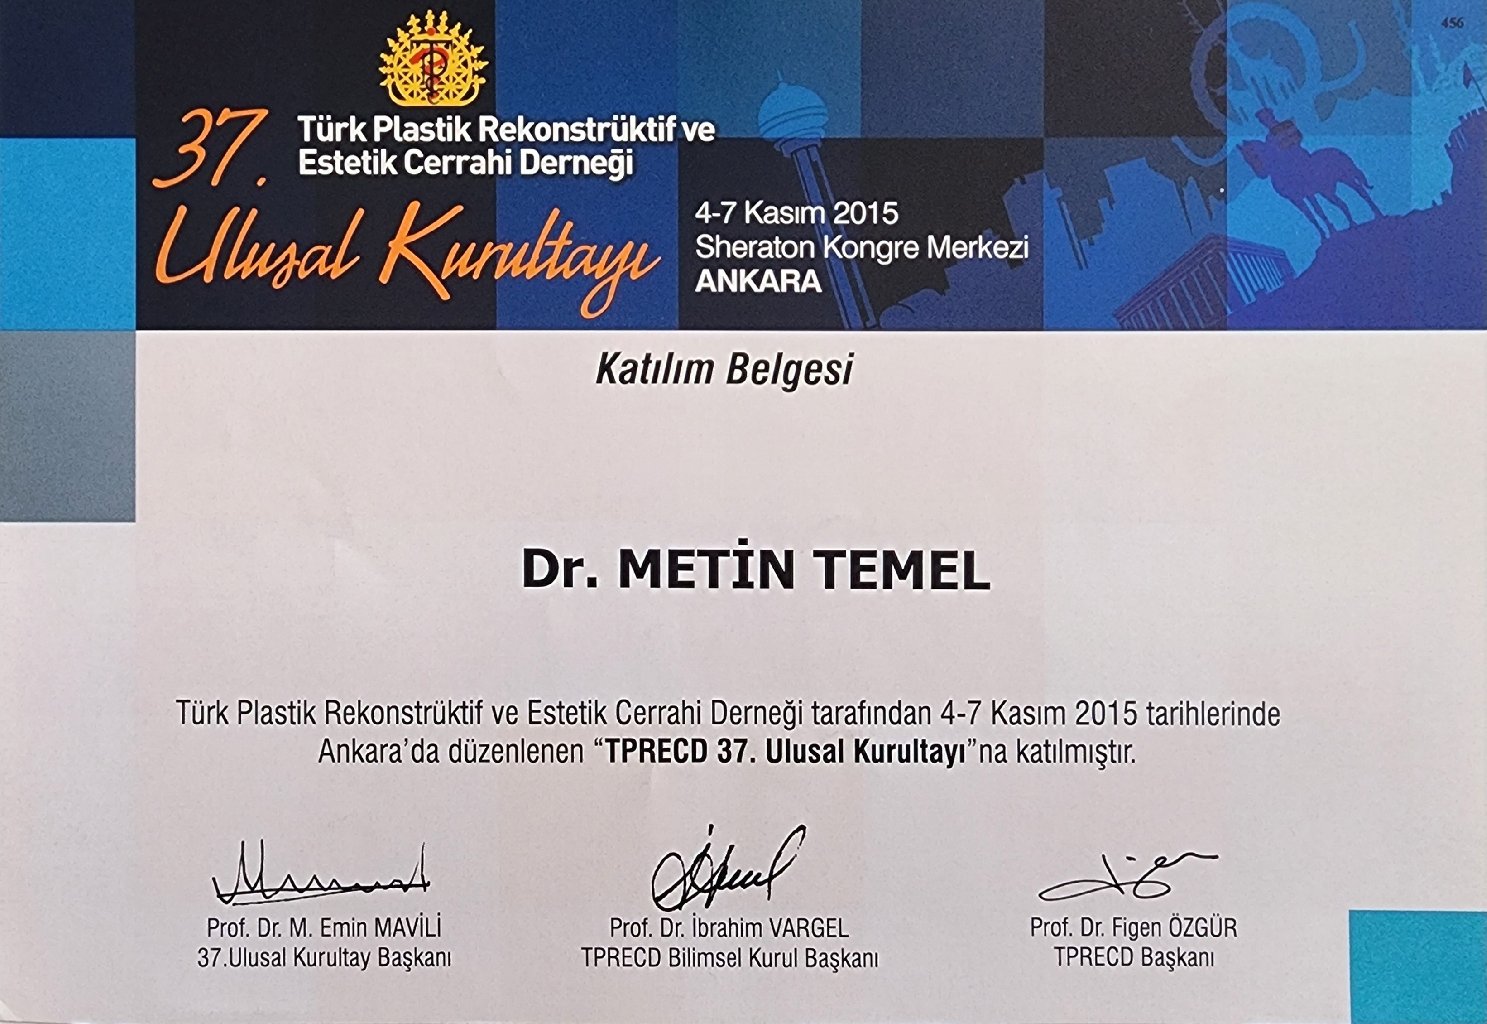 456
37.
Türk Plastik Rekonstrüktif ve
Estetik Cerrahi Derneği
Ulusal Kurultayı
4-7 Kasım 2015
Sheraton Kongre Merkezi
ANKARA
Katılım Belgesi
Dr. METİN TEMEL
Türk Plastik Rekonstrüktif ve Estetik Cerrahi Derneği tarafından 4-7 Kasım 2015 tarihlerinde
Ankara’da düzenlenen “TPRECD 37. Ulusal Kurultayı”na katılmıştır.
Prof. Dr. M. Emin MAVİLİ
37.Ulusal Kurultay Başkanı
Prof. Dr. İbrahim VARGEL
TPRECD Bilimsel Kurul Başkanı
Prof. Dr. Figen ÖZGÜR
TPRECD Başkanı